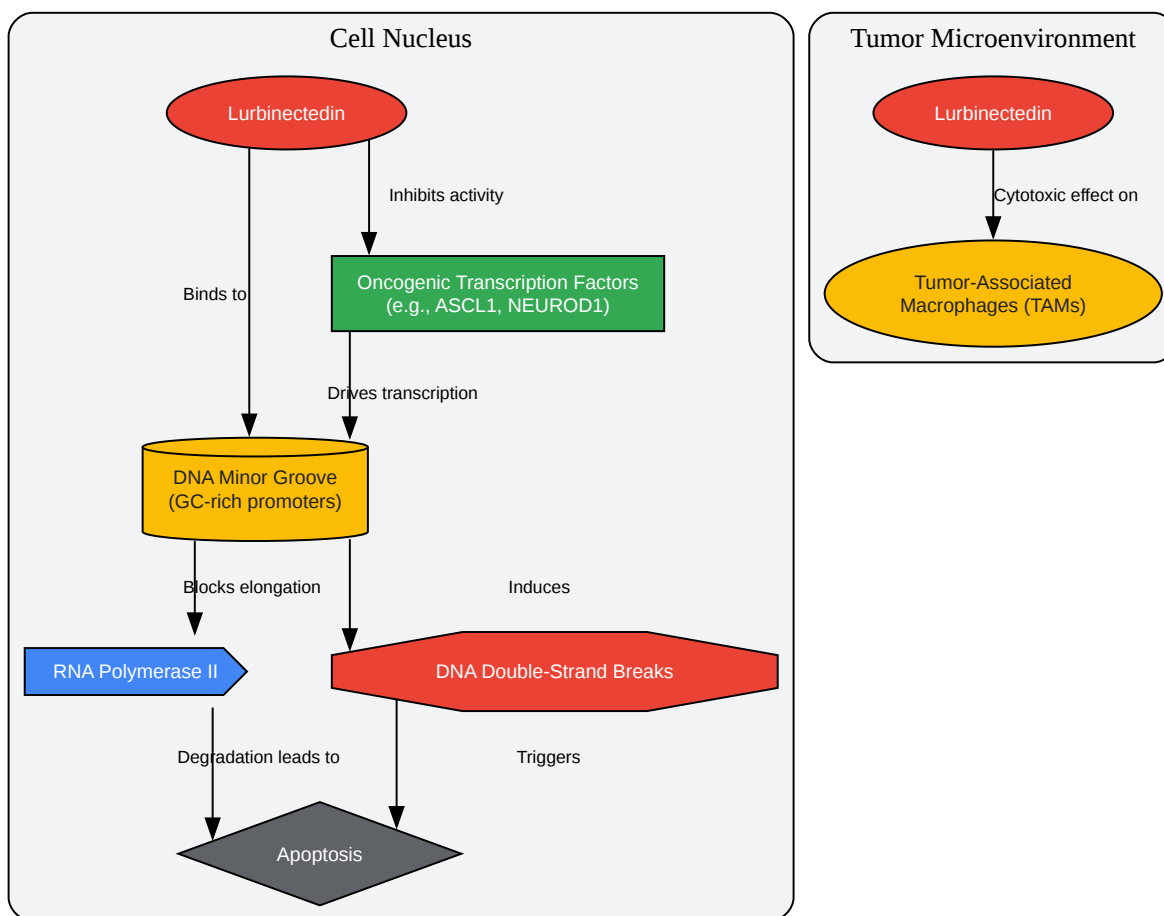 Cell Nucleus
Lurbinectedin
Inhibits activity
Binds to
Oncogenic Transcription Factors
(e.g., ASCL1, NEUROD1)
Drives transcription
DNA Minor Groove
(GC-rich promoters)
Blocks elongation
Induces
RNA Polymerase II
DNA Double-Strand Breaks
Degradation leads to
Triggers
Apoptosis
Tumor Microenvironment
Lurbinectedin
Cytotoxic effect on
Tumor-Associated
Macrophages (TAMs)